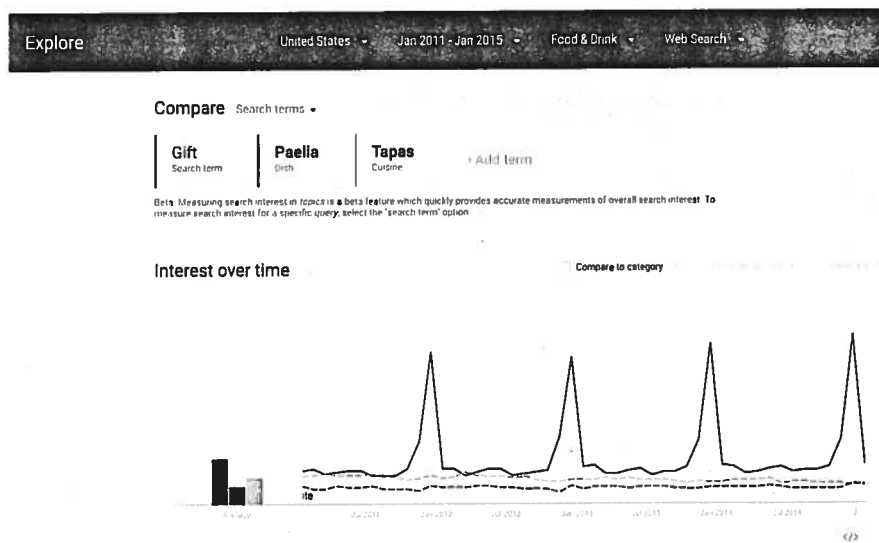 Explore United States Jan 2011 - Jan 2015 Food & Drink Web Search
Compare Search terms
Gift Paella Tapas + Add term
Search term Dish Cuisine
Beta: Measuring search interest in topics is a beta feature which quickly provides accurate measurements of overall search interest. To
measure search interest for a specific query, select the "search term" option
Interest over time Compare to category
Average Jul 2011 Jan 2012 Jul 2012 Jan 2013 Jul 2013 Jan 2014 Jul 2014 J
</>